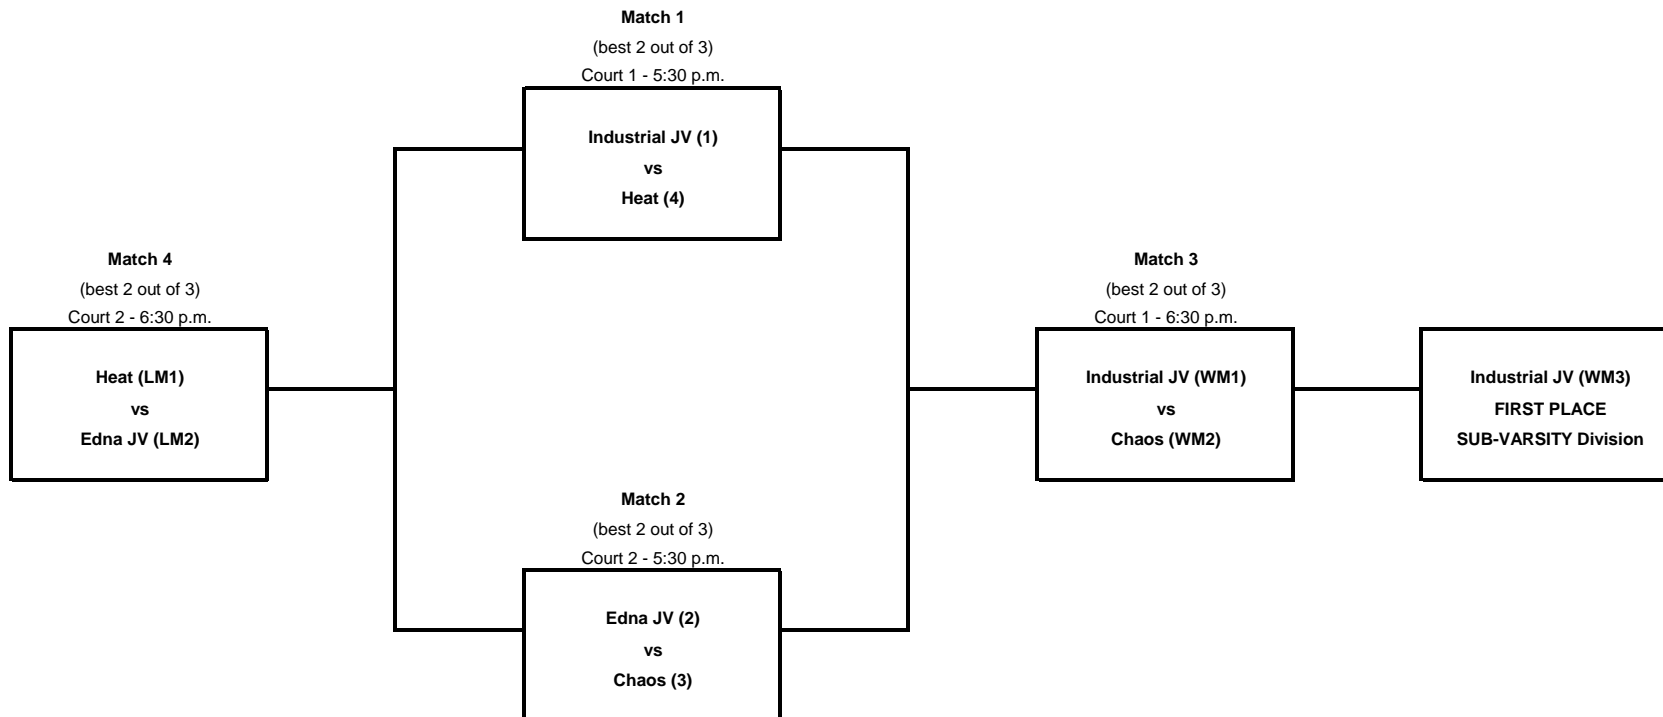 Match 1
(best 2 out of 3)
Court 1 - 5:30 p.m.
Industrial JV (1)
vs
Heat (4)
Match 4
(best 2 out of 3)
Court 2 - 6:30 p.m.
Heat (LM1)
vs
Edna JV (LM2)
Match 3
(best 2 out of 3)
Court 1 - 6:30 p.m.
Industrial JV (WM1)
vs
Chaos (WM2)
Industrial JV (WM3)
FIRST PLACE
SUB-VARSITY Division
Match 2
(best 2 out of 3)
Court 2 - 5:30 p.m.
Edna JV (2)
vs
Chaos (3)